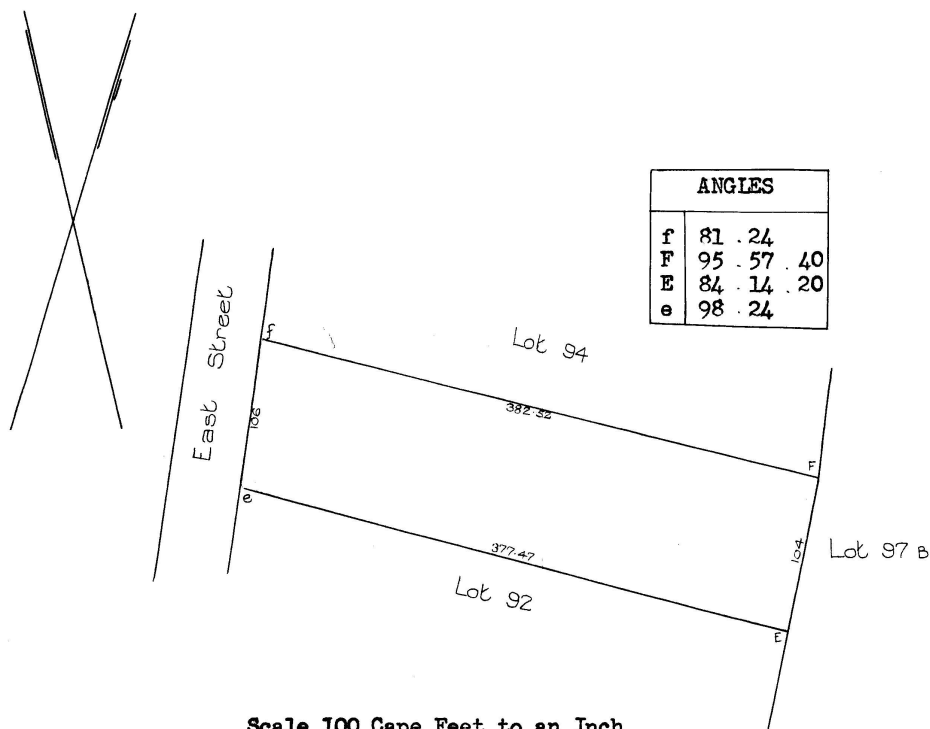 ANGLES
f 81 . 24
F 95 . 57 . 40
E 84 . 14 . 20
e 98 . 24
East Street
f
Lot 94
382·52
106
F
e
104
Lot 97 B
377·47
Lot 92
E
Scale 100 Cape Feet to an Inch